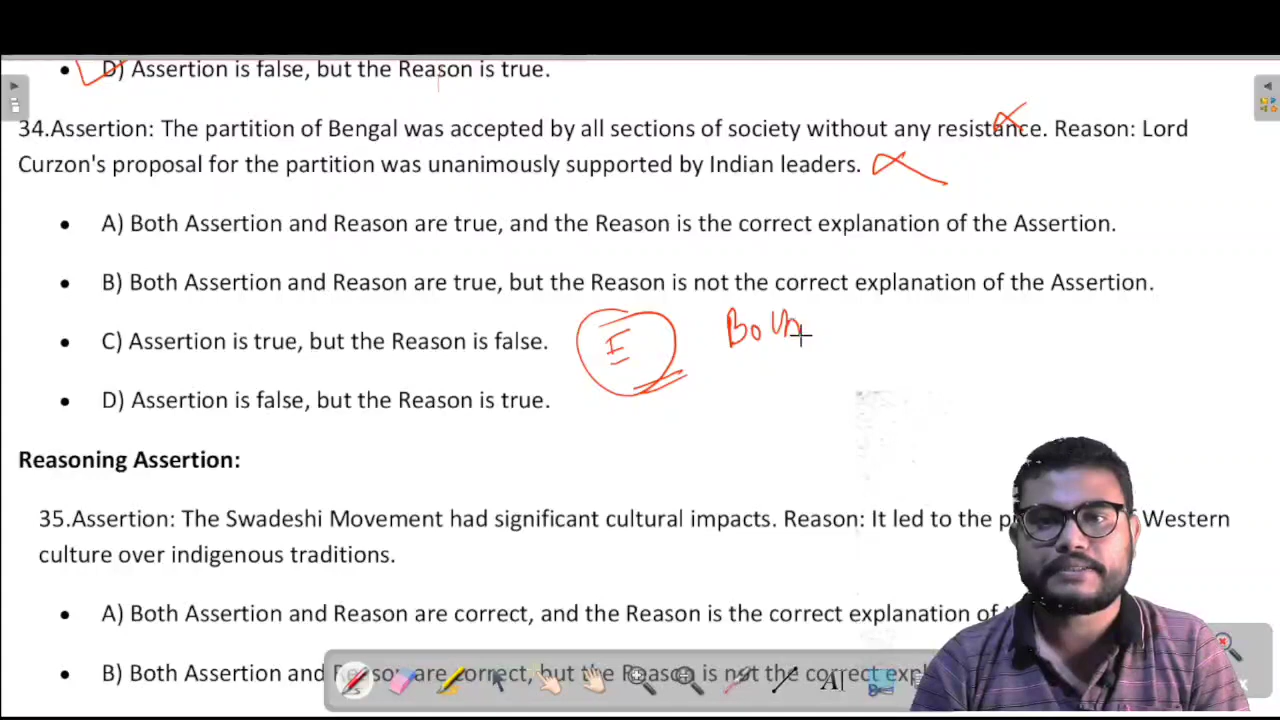 D) Assertion is false, but the Reason is true.
34.Assertion: The partition of Bengal was accepted by all sections of society without any resistance. Reason: Lord
Curzon's proposal for the partition was unanimously supported by Indian leaders.
A) Both Assertion and Reason are true, and the Reason is the correct explanation of the Assertion.
B) Both Assertion and Reason are true, but the Reason is not the correct explanation of the Assertion.
C) Assertion is true, but the Reason is false.
E Both
D) Assertion is false, but the Reason is true.
Reasoning Assertion:
35.Assertion: The Swadeshi Movement had significant cultural impacts. Reason: It led to the Western
culture over indigenous traditions.
A) Both Assertion and Reason are correct, and the Reason is the correct explanation of
B) Both Assertion and Reason are correct, but the Reason is not the correct